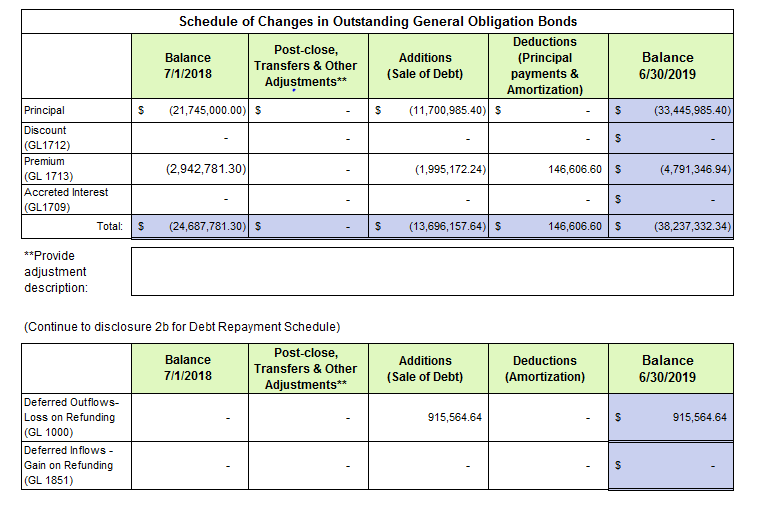 Schedule of Changes in Outstanding General Obligation Bonds
Balance 7/1/2018
Post-close, Transfers & Other Adjustments**
Additions (Sale of Debt)
Deductions (Principal payments & Amortization)
Balance 6/30/2019
Principal $ (21,745,000.00) $ - $ (11,700,985.40) $ - $ (33,445,985.40)
Discount (GL1712) - - - - $ -
Premium (GL 1713) (2,942,781.30) - (1,995,172.24) 146,606.60 $ (4,791,346.94)
Accreted Interest (GL1709) - - - - $ -
Total: $ (24,687,781.30) $ - $ (13,696,157.64) $ 146,606.60 $ (38,237,332.34)
**Provide
adjustment
description:
(Continue to disclosure 2b for Debt Repayment Schedule)
Balance 7/1/2018
Post-close, Transfers & Other Adjustments**
Additions (Sale of Debt)
Deductions (Amortization)
Balance 6/30/2019
Deferred Outflows- Loss on Refunding (GL 1000) - - 915,564.64 - $ 915,564.64
Deferred Inflows - Gain on Refunding (GL 1851) - - - - $ -